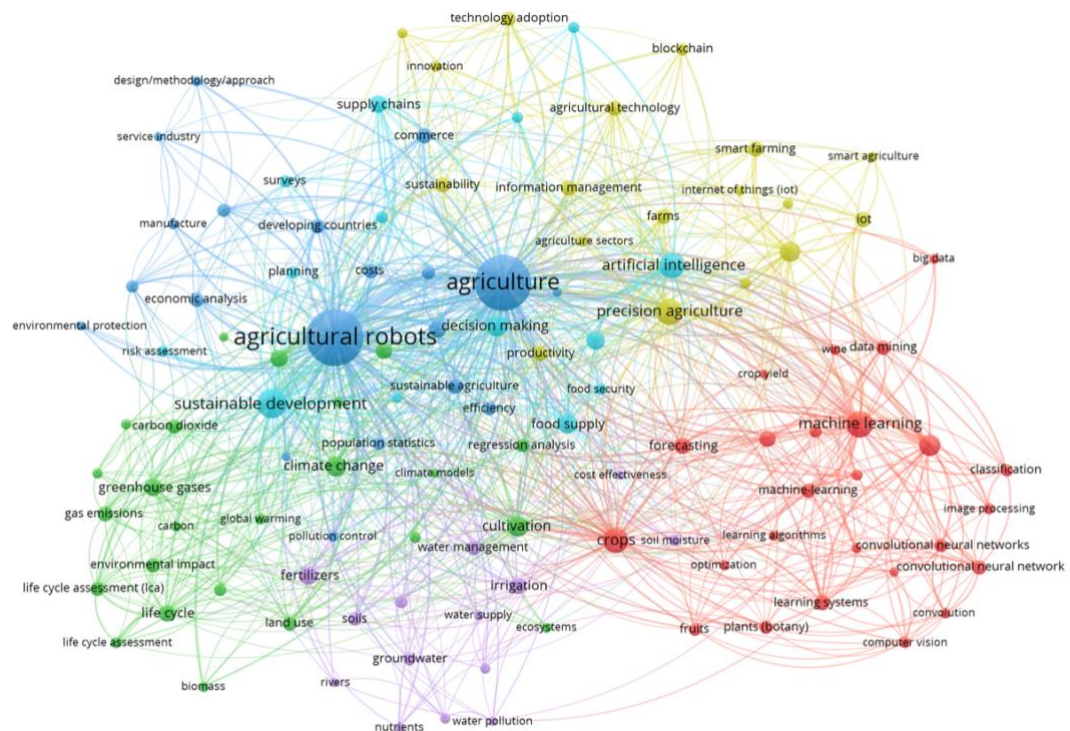 technology adoption
blockchain
innovation
design/methodology/approach
supply chains
agricultural technology
service industry
commerce
smart farming
smart agriculture
surveys
sustainability
information management
internet of things (iot)
manufacture
developing countries
farms
iot
agriculture sectors
big data
planning
costs
artificial intelligence
agriculture
economic analysis
precision agriculture
environmental protection
agricultural robots
decision making
risk assessment
productivity
wine
data mining
crop yield
sustainable agriculture
food security
sustainable development
efficiency
carbon dioxide
food supply
machine learning
population statistics
regression analysis
forecasting
climate change
climate models
cost effectiveness
classification
greenhouse gases
machine-learning
gas emissions
image processing
carbon
global warming
cultivation
pollution control
crops
soil moisture
learning algorithms
water management
convolutional neural networks
environmental impact
optimization
convolutional neural network
fertilizers
irrigation
life cycle assessment (lca)
life cycle
learning systems
land use
soils
water supply
convolution
ecosystems
fruits
plants (botany)
life cycle assessment
computer vision
groundwater
biomass
rivers
nutrients
water pollution